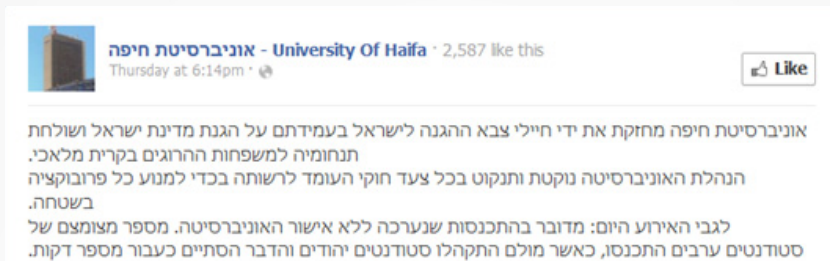 אוניברסיטת חיפה - University Of Haifa · 2,587 like this
Thursday at 6:14pm ·
Like
אוניברסיטת חיפה מחזקת את ידי חיילי צבא ההגנה לישראל בעמידתם על הגנת מדינת ישראל ושולחת
תנחומיה למשפחות ההרוגים בקרית מלאכי.
הנהלת האוניברסיטה נוקטת ותנקוט בכל צעד חוקי העומד לרשותה בכדי למנוע כל פרובוקציה
בשטחה.
לגבי האירוע היום: מדובר בהתכנסות שנערכה ללא אישור האוניברסיטה. מספר מצומצם של
סטודנטים ערבים התכנסו, כאשר מולם התקהלו סטודנטים יהודים והדבר הסתיים כעבור מספר דקות.